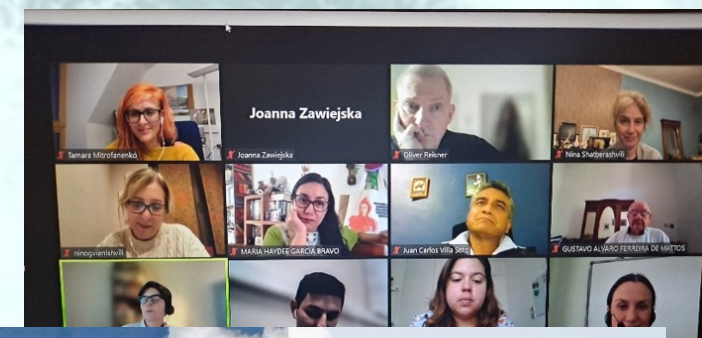 Joanna Zawiejska
Tamara Mitrofanenko
Joanna Zawiejska
Oliver Reisner
Nina Shatberashvili
ninogvianishvili
MARIA HAYDEE GARCIA BRAVO
Juan Carlos Villa
GUSTAVO ALVARO FERREIRA DE MATTOS